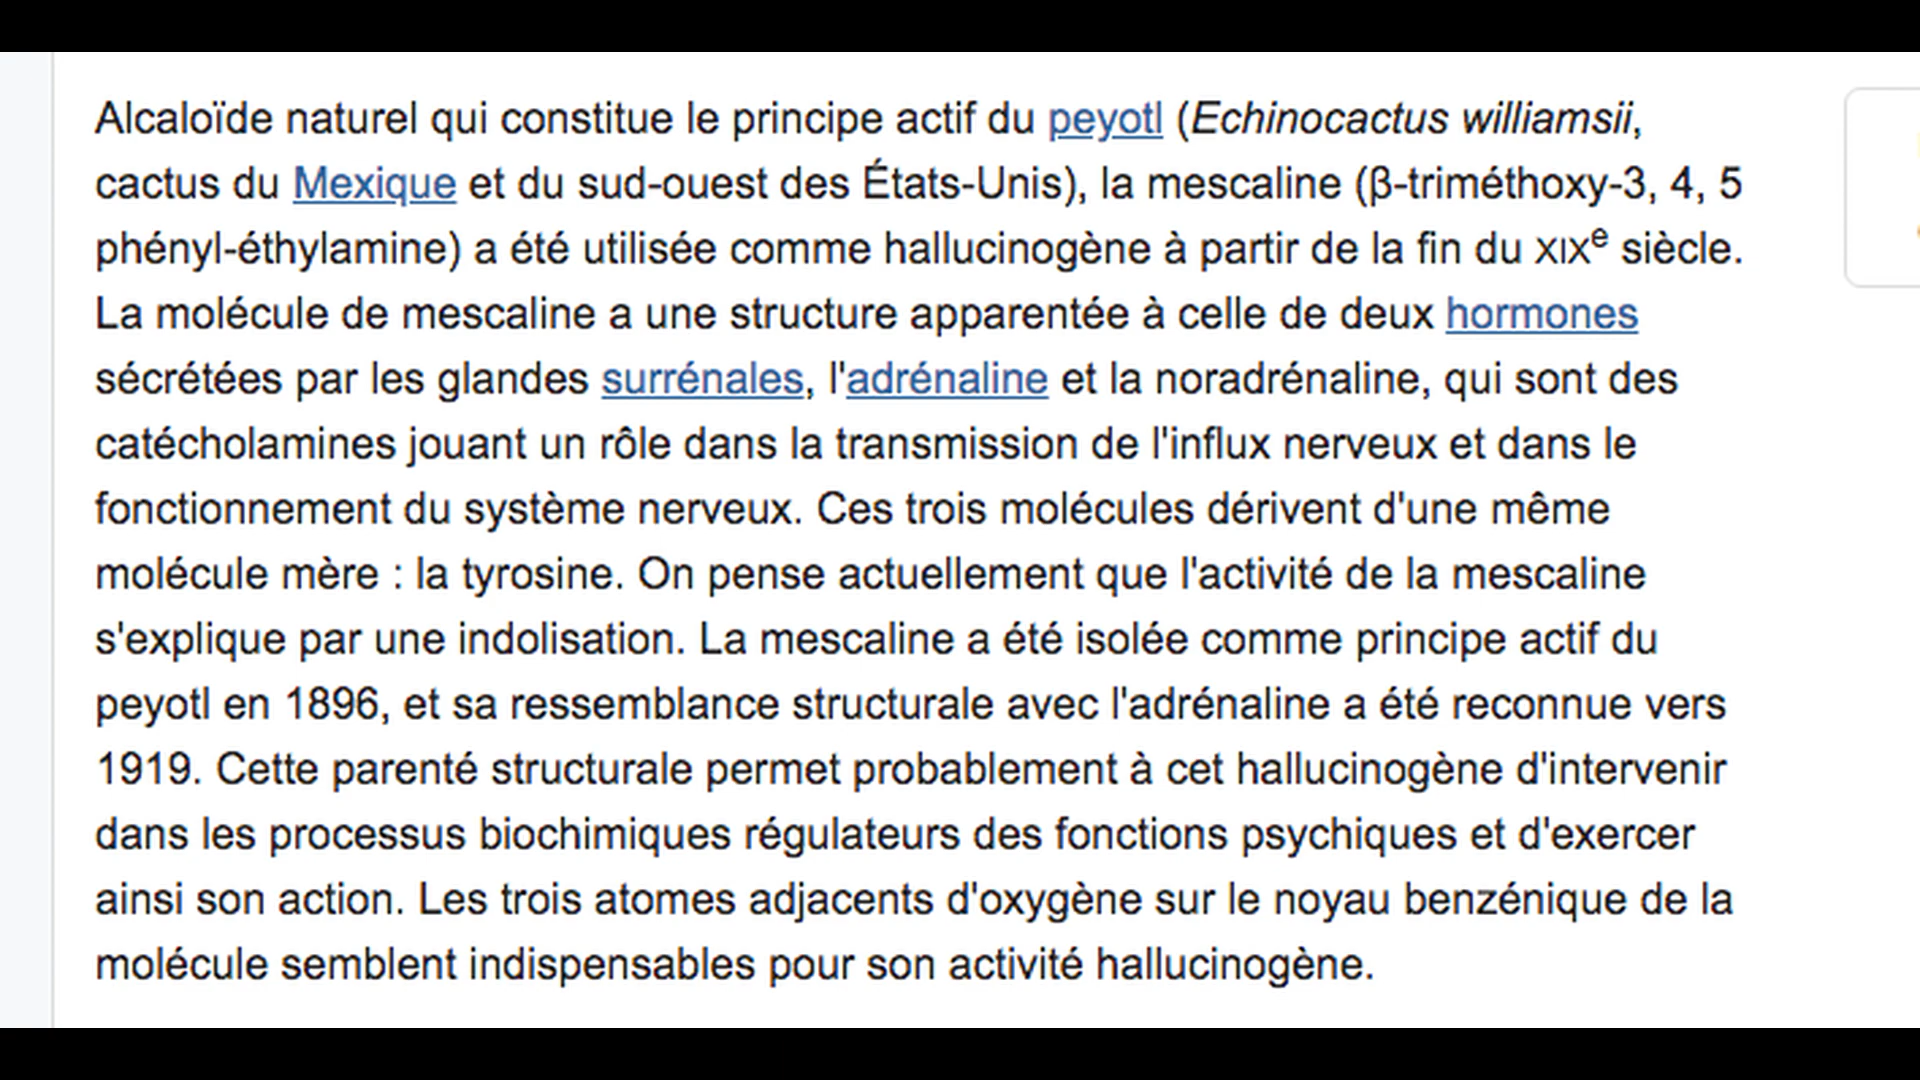 Alcaloïde naturel qui constitue le principe actif du peyotl (Echinocactus williamsii,
cactus du Mexique et du sud-ouest des États-Unis), la mescaline (β-triméthoxy-3, 4, 5
phényl-éthylamine) a été utilisée comme hallucinogène à partir de la fin du XIXe siècle.
La molécule de mescaline a une structure apparentée à celle de deux hormones
sécrétées par les glandes surrénales, l'adrénaline et la noradrénaline, qui sont des
catécholamines jouant un rôle dans la transmission de l'influx nerveux et dans le
fonctionnement du système nerveux. Ces trois molécules dérivent d'une même
molécule mère : la tyrosine. On pense actuellement que l'activité de la mescaline
s'explique par une indolisation. La mescaline a été isolée comme principe actif du
peyotl en 1896, et sa ressemblance structurale avec l'adrénaline a été reconnue vers
1919. Cette parenté structurale permet probablement à cet hallucinogène d'intervenir
dans les processus biochimiques régulateurs des fonctions psychiques et d'exercer
ainsi son action. Les trois atomes adjacents d'oxygène sur le noyau benzénique de la
molécule semblent indispensables pour son activité hallucinogène.